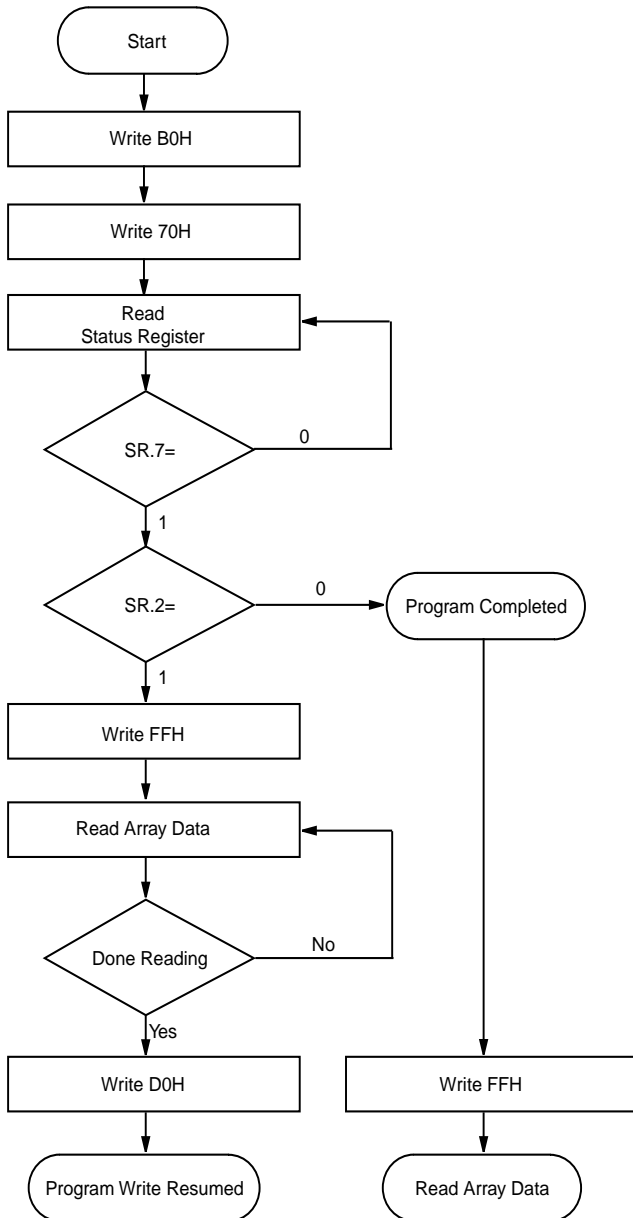 Start
Write B0H
Write 70H
Read
Status Register
SR.7=
0
1
SR.2=
0
Program Completed
1
Write FFH
Read Array Data
Done Reading
No
Yes
Write D0H
Write FFH
Program Write Resumed
Read Array Data